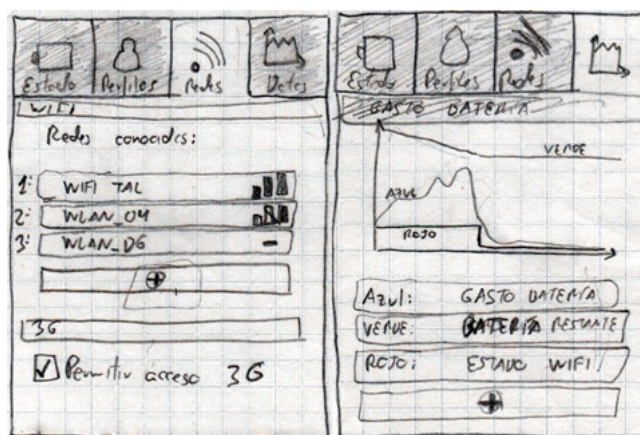 Estado Perfiles Redes Datos
WIFI
Redes conocidas:
1: WIFI TAL
2: WLAN_04
3: WLAN_D6
3G
Permitir acceso 3G
Estado Perfiles Redes
GASTO BATERIA
VERDE
AZUL
ROJO
Azul: GASTO BATERIA
VERDE: BATERIA RESTANTE
ROJO: ESTADO WIFI